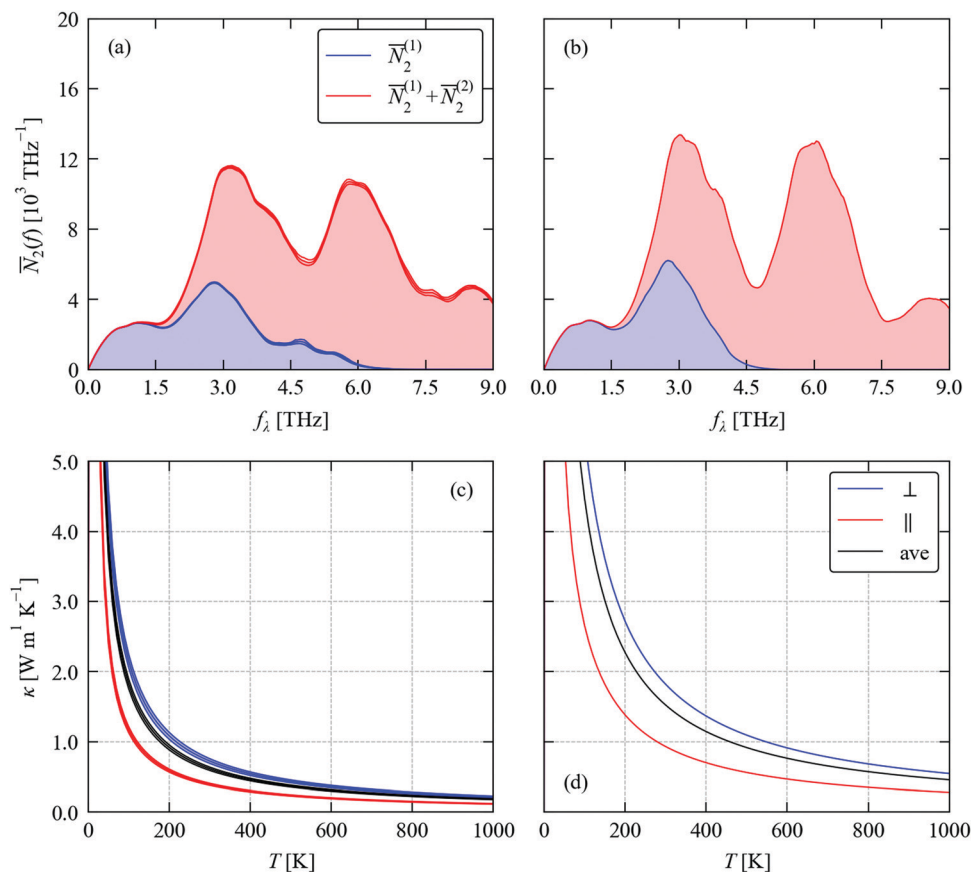 20
16
12
8
4
0
N̅₂(f) [10³ THz⁻¹]
(a)
N̅₂⁽¹⁾
N̅₂⁽¹⁾ + N̅₂⁽²⁾
0.0 1.5 3.0 4.5 6.0 7.5 9.0
f_λ [THz]
(b)
0.0 1.5 3.0 4.5 6.0 7.5 9.0
f_λ [THz]
5.0
4.0
3.0
2.0
1.0
0.0
κ [W m¹ K⁻¹]
(c)
0 200 400 600 800 1000
T [K]
⊥
∥
ave
(d)
0 200 400 600 800 1000
T [K]